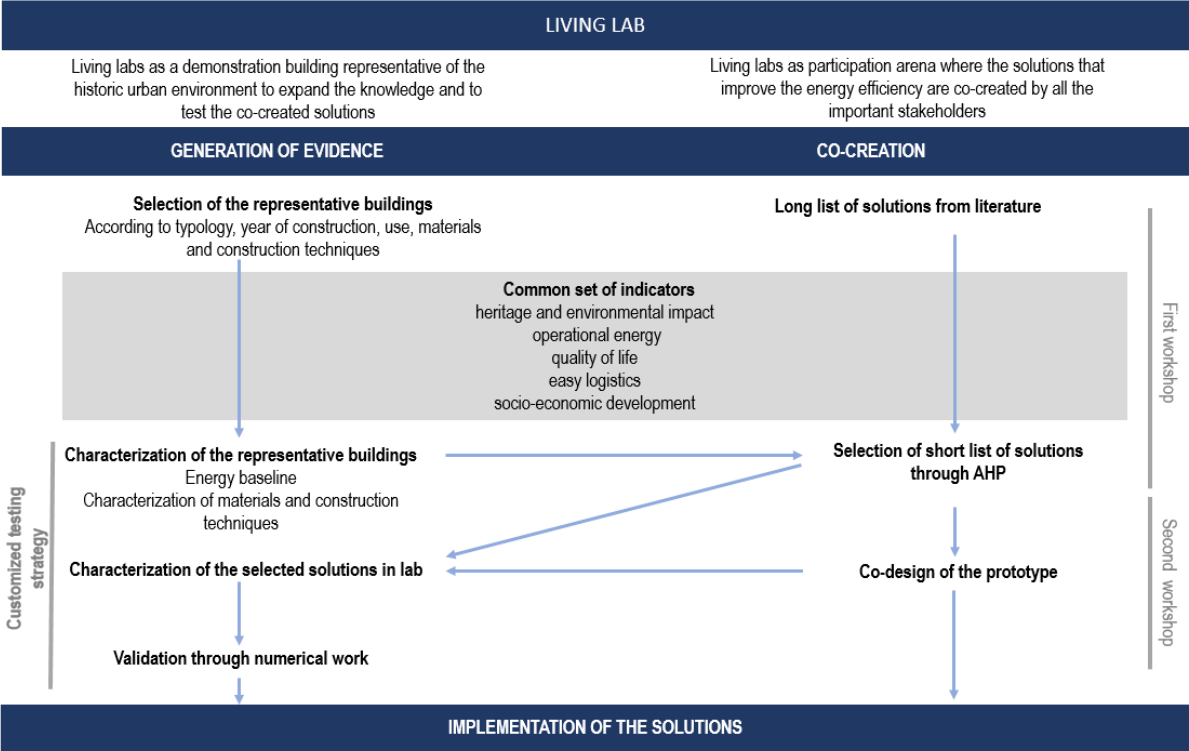 LIVING LAB
Living labs as a demonstration building representative of the
historic urban environment to expand the knowledge and to
test the co-created solutions
Living labs as participation arena where the solutions that
improve the energy efficiency are co-created by all the
important stakeholders
GENERATION OF EVIDENCE
CO-CREATION
Selection of the representative buildings
According to typology, year of construction, use, materials
and construction techniques
Long list of solutions from literature
Common set of indicators
heritage and environmental impact
operational energy
quality of life
easy logistics
socio-economic development
First workshop
Characterization of the representative buildings
Energy baseline
Characterization of materials and construction
techniques
Selection of short list of solutions
through AHP
Customized testing
strategy
Characterization of the selected solutions in lab
Co-design of the prototype
Second workshop
Validation through numerical work
IMPLEMENTATION OF THE SOLUTIONS